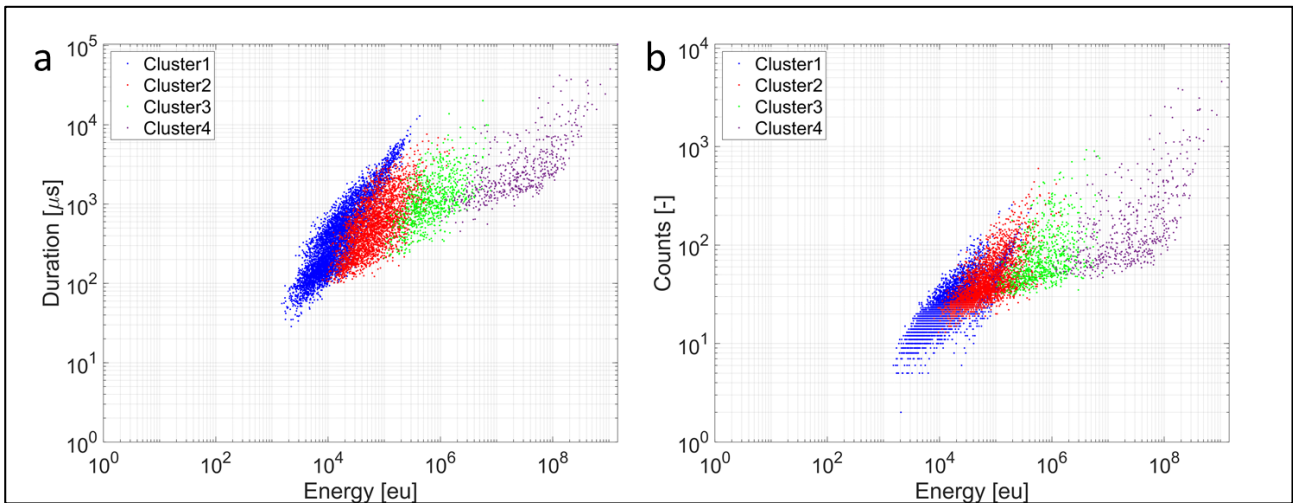 a
10^5
10^4
10^3
10^2
10^1
10^0
Duration [μs]
Cluster1
Cluster2
Cluster3
Cluster4
10^0
10^2
10^4
10^6
10^8
Energy [eu]
b
10^4
10^3
10^2
10^1
10^0
Counts [-]
Cluster1
Cluster2
Cluster3
Cluster4
10^0
10^2
10^4
10^6
10^8
Energy [eu]